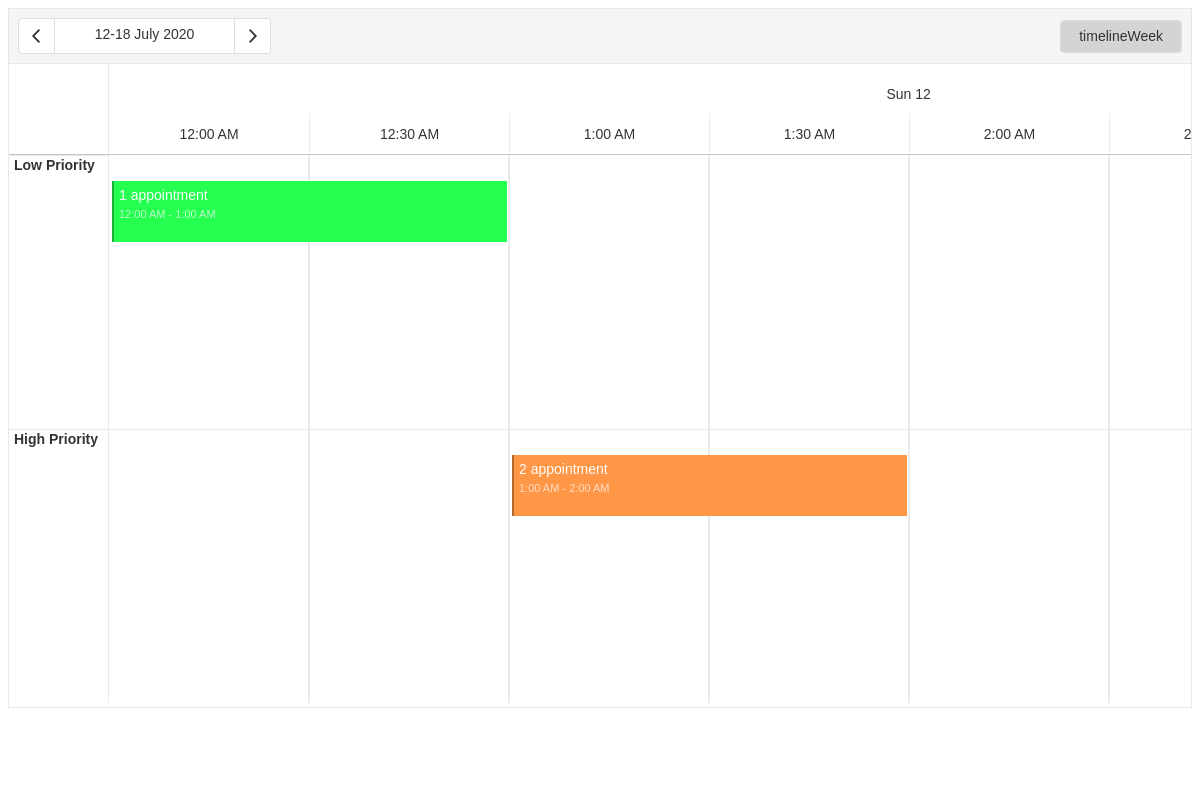 12-18 July 2020
timelineWeek
Sun 12
12:00 AM
12:30 AM
1:00 AM
1:30 AM
2:00 AM
2
Low Priority
1 appointment
12:00 AM - 1:00 AM
High Priority
2 appointment
1:00 AM - 2:00 AM